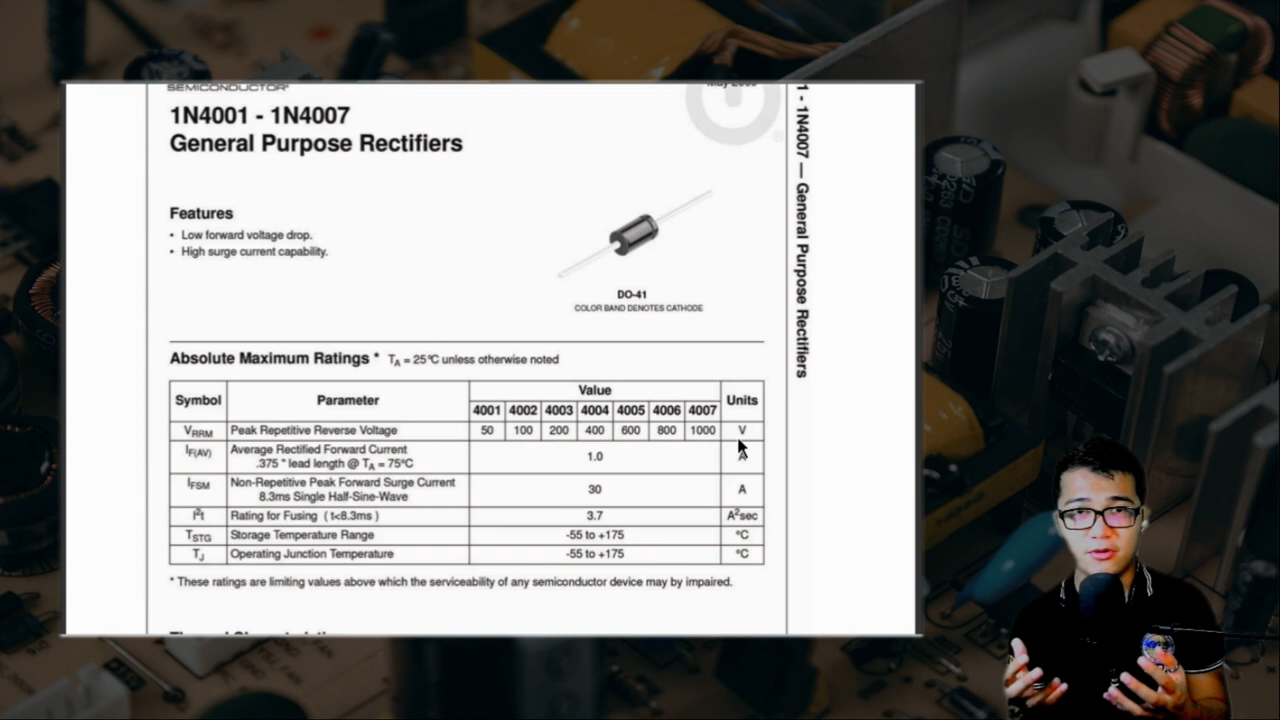 SEMICONDUCTOR®
1N4001 - 1N4007
General Purpose Rectifiers
Features
• Low forward voltage drop.
• High surge current capability.
DO-41
COLOR BAND DENOTES CATHODE
1 - 1N4007 — General Purpose Rectifiers
Absolute Maximum Ratings * TA = 25°C unless otherwise noted
Symbol Parameter Value Units
4001 4002 4003 4004 4005 4006 4007
VRRM Peak Repetitive Reverse Voltage 50 100 200 400 600 800 1000 V
IF(AV) Average Rectified Forward Current
.375 " lead length @ TA = 75°C 1.0 A
IFSM Non-Repetitive Peak Forward Surge Current
8.3ms Single Half-Sine-Wave 30 A
I²t Rating for Fusing ( t<8.3ms ) 3.7 A²sec
TSTG Storage Temperature Range -55 to +175 °C
TJ Operating Junction Temperature -55 to +175 °C
* These ratings are limiting values above which the serviceability of any semiconductor device may by impaired.